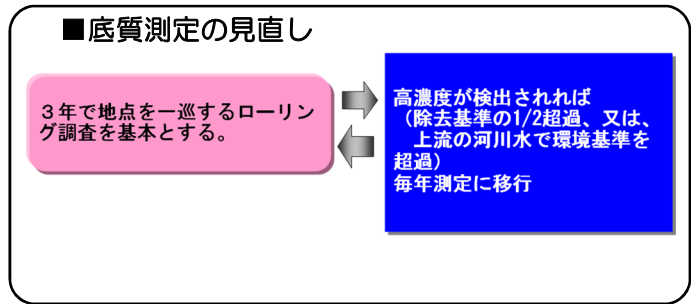 ■底質測定の見直し
３年で地点を一巡するローリン
グ調査を基本とする。
高濃度が検出されれば
（除去基準の1/2超過、又は、
上流の河川水で環境基準を
超過）
毎年測定に移行